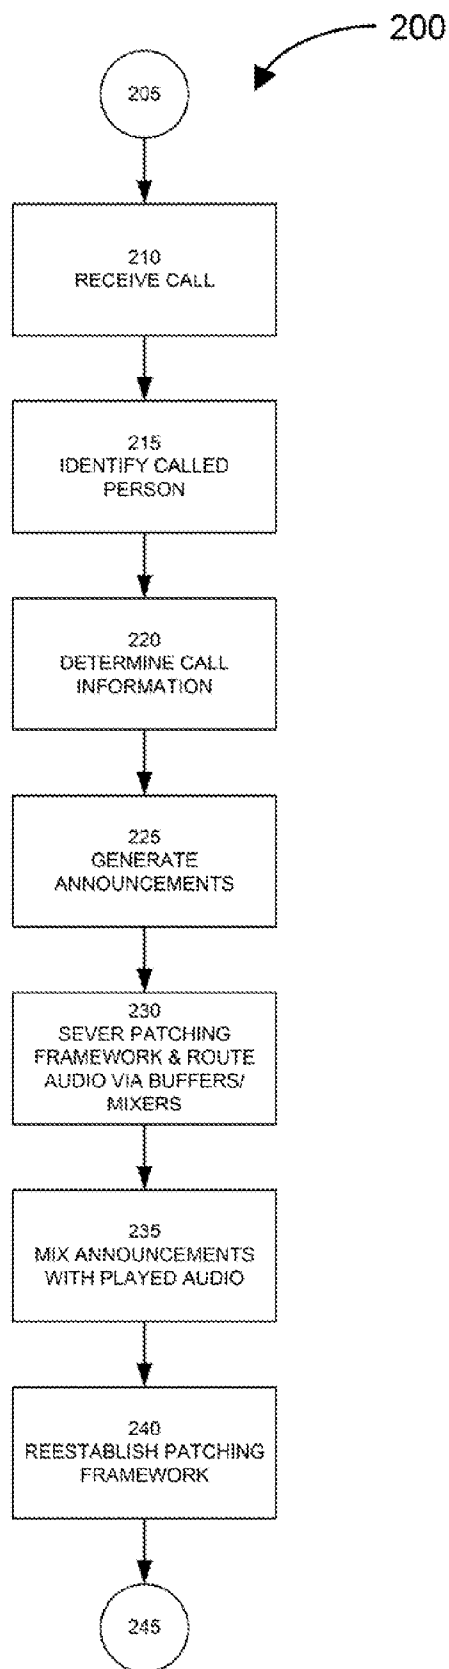 200
205
210
RECEIVE CALL
215
IDENTIFY CALLED
PERSON
220
DETERMINE CALL
INFORMATION
225
GENERATE
ANNOUNCEMENTS
230
SEVER PATCHING
FRAMEWORK & ROUTE
AUDIO VIA BUFFERS/
MIXERS
235
MIX ANNOUNCEMENTS
WITH PLAYED AUDIO
240
REESTABLISH PATCHING
FRAMEWORK
245